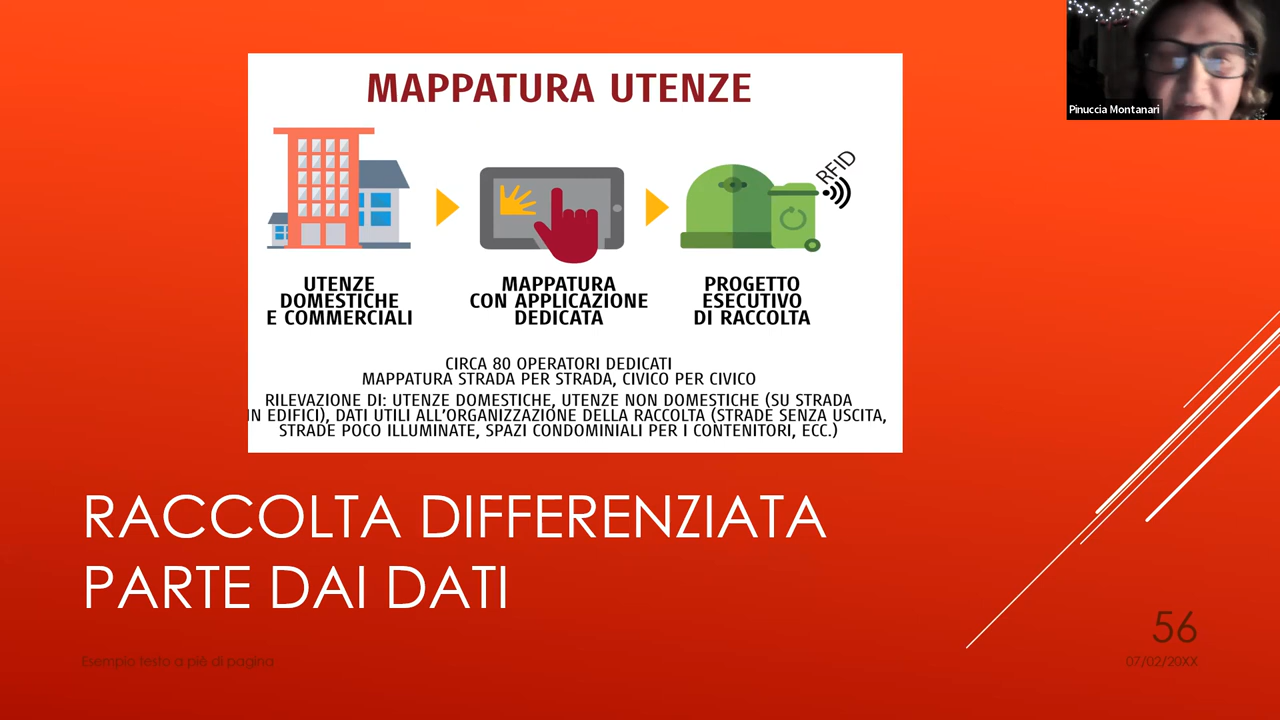 Pinuccia Montanari
MAPPATURA UTENZE
RFID
UTENZE
DOMESTICHE
E COMMERCIALI
MAPPATURA
CON APPLICAZIONE
DEDICATA
PROGETTO
ESECUTIVO
DI RACCOLTA
CIRCA 80 OPERATORI DEDICATI
MAPPATURA STRADA PER STRADA, CIVICO PER CIVICO
RILEVAZIONE DI: UTENZE DOMESTICHE, UTENZE NON DOMESTICHE (SU STRADA
IN EDIFICI), DATI UTILI ALL'ORGANIZZAZIONE DELLA RACCOLTA (STRADE SENZA USCITA,
STRADE POCO ILLUMINATE, SPAZI CONDOMINIALI PER I CONTENITORI, ECC.)
RACCOLTA DIFFERENZIATA
PARTE DAI DATI
56
Esempio testo a piè di pagina
07/02/20XX